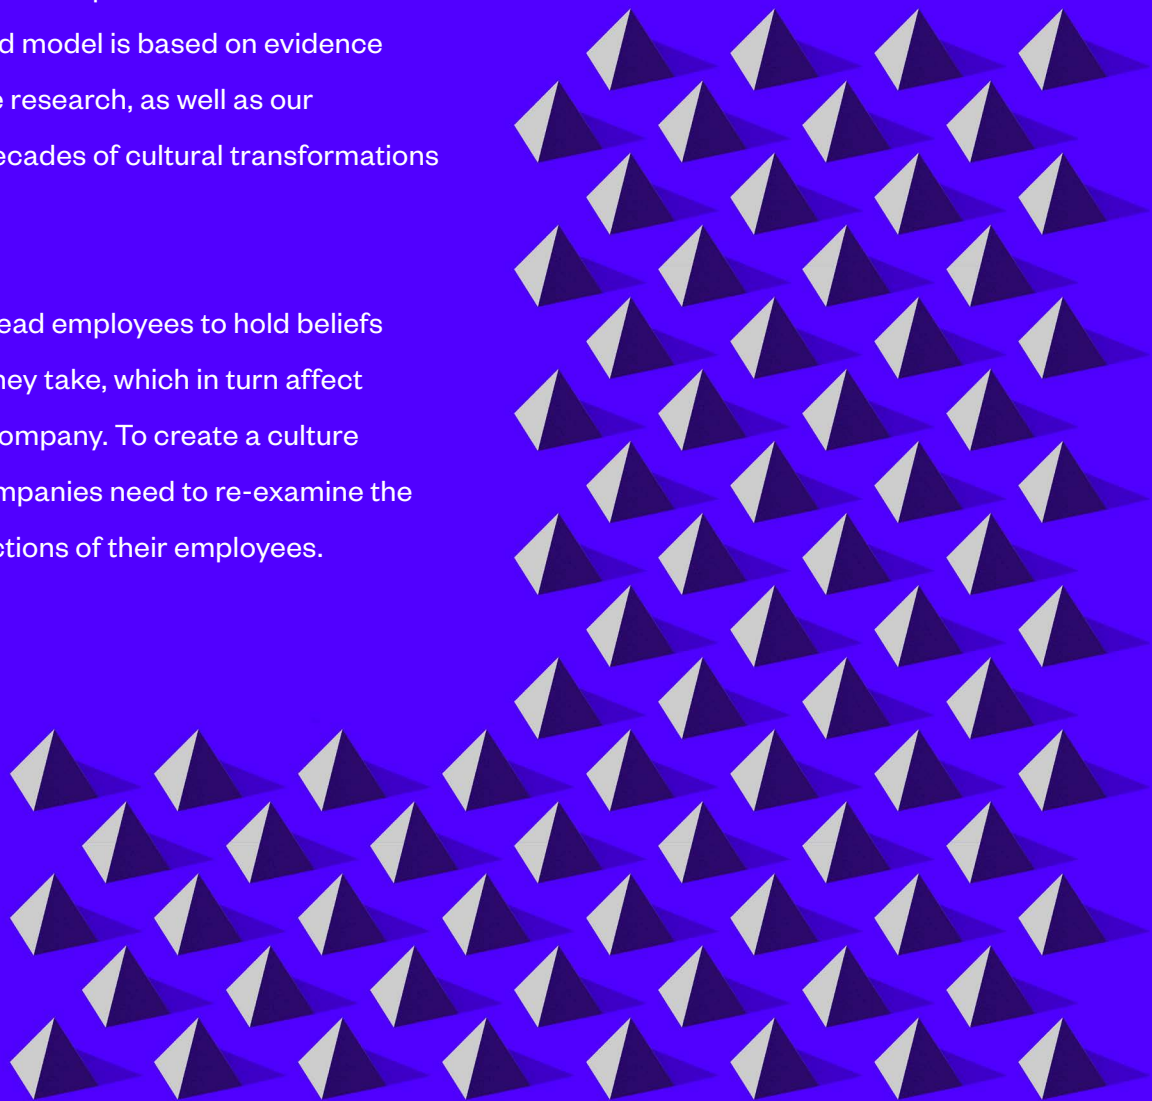 d model is based on evidence
e research, as well as our
ecades of cultural transformations
ead employees to hold beliefs
hey take, which in turn affect
ompany. To create a culture
mpanies need to re-examine the
ctions of their employees.